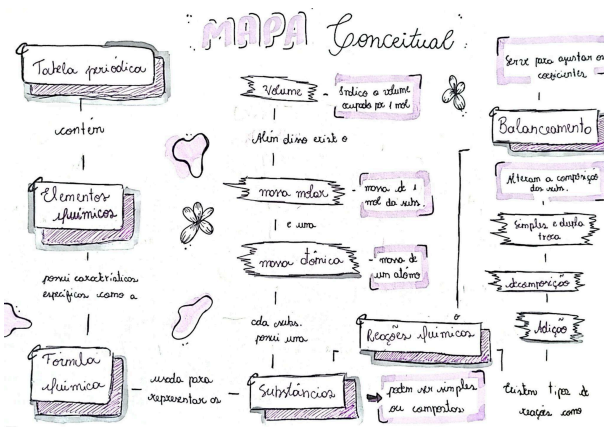 MAPA Conceitual
Tabela periódica
contém
Elementos
químicos
possui características
específicas como a
Fórmula
química
usada para
representar as
Substâncias
podem ser simples
ou compostas
cda subs.
possui uma
massa atômica
massa de
um átomo
e uma
massa molar
massa de 1
mol da subs.
Além disso existe o
Volume
Indica o volume
ocupado por 1 mol
Reações químicas
Existem tipos de
reações como
Adição
decomposição
Simples e dupla
troca
Alteram a composição
das subs.
Balanceamento
Serve para ajustar os
coeficientes